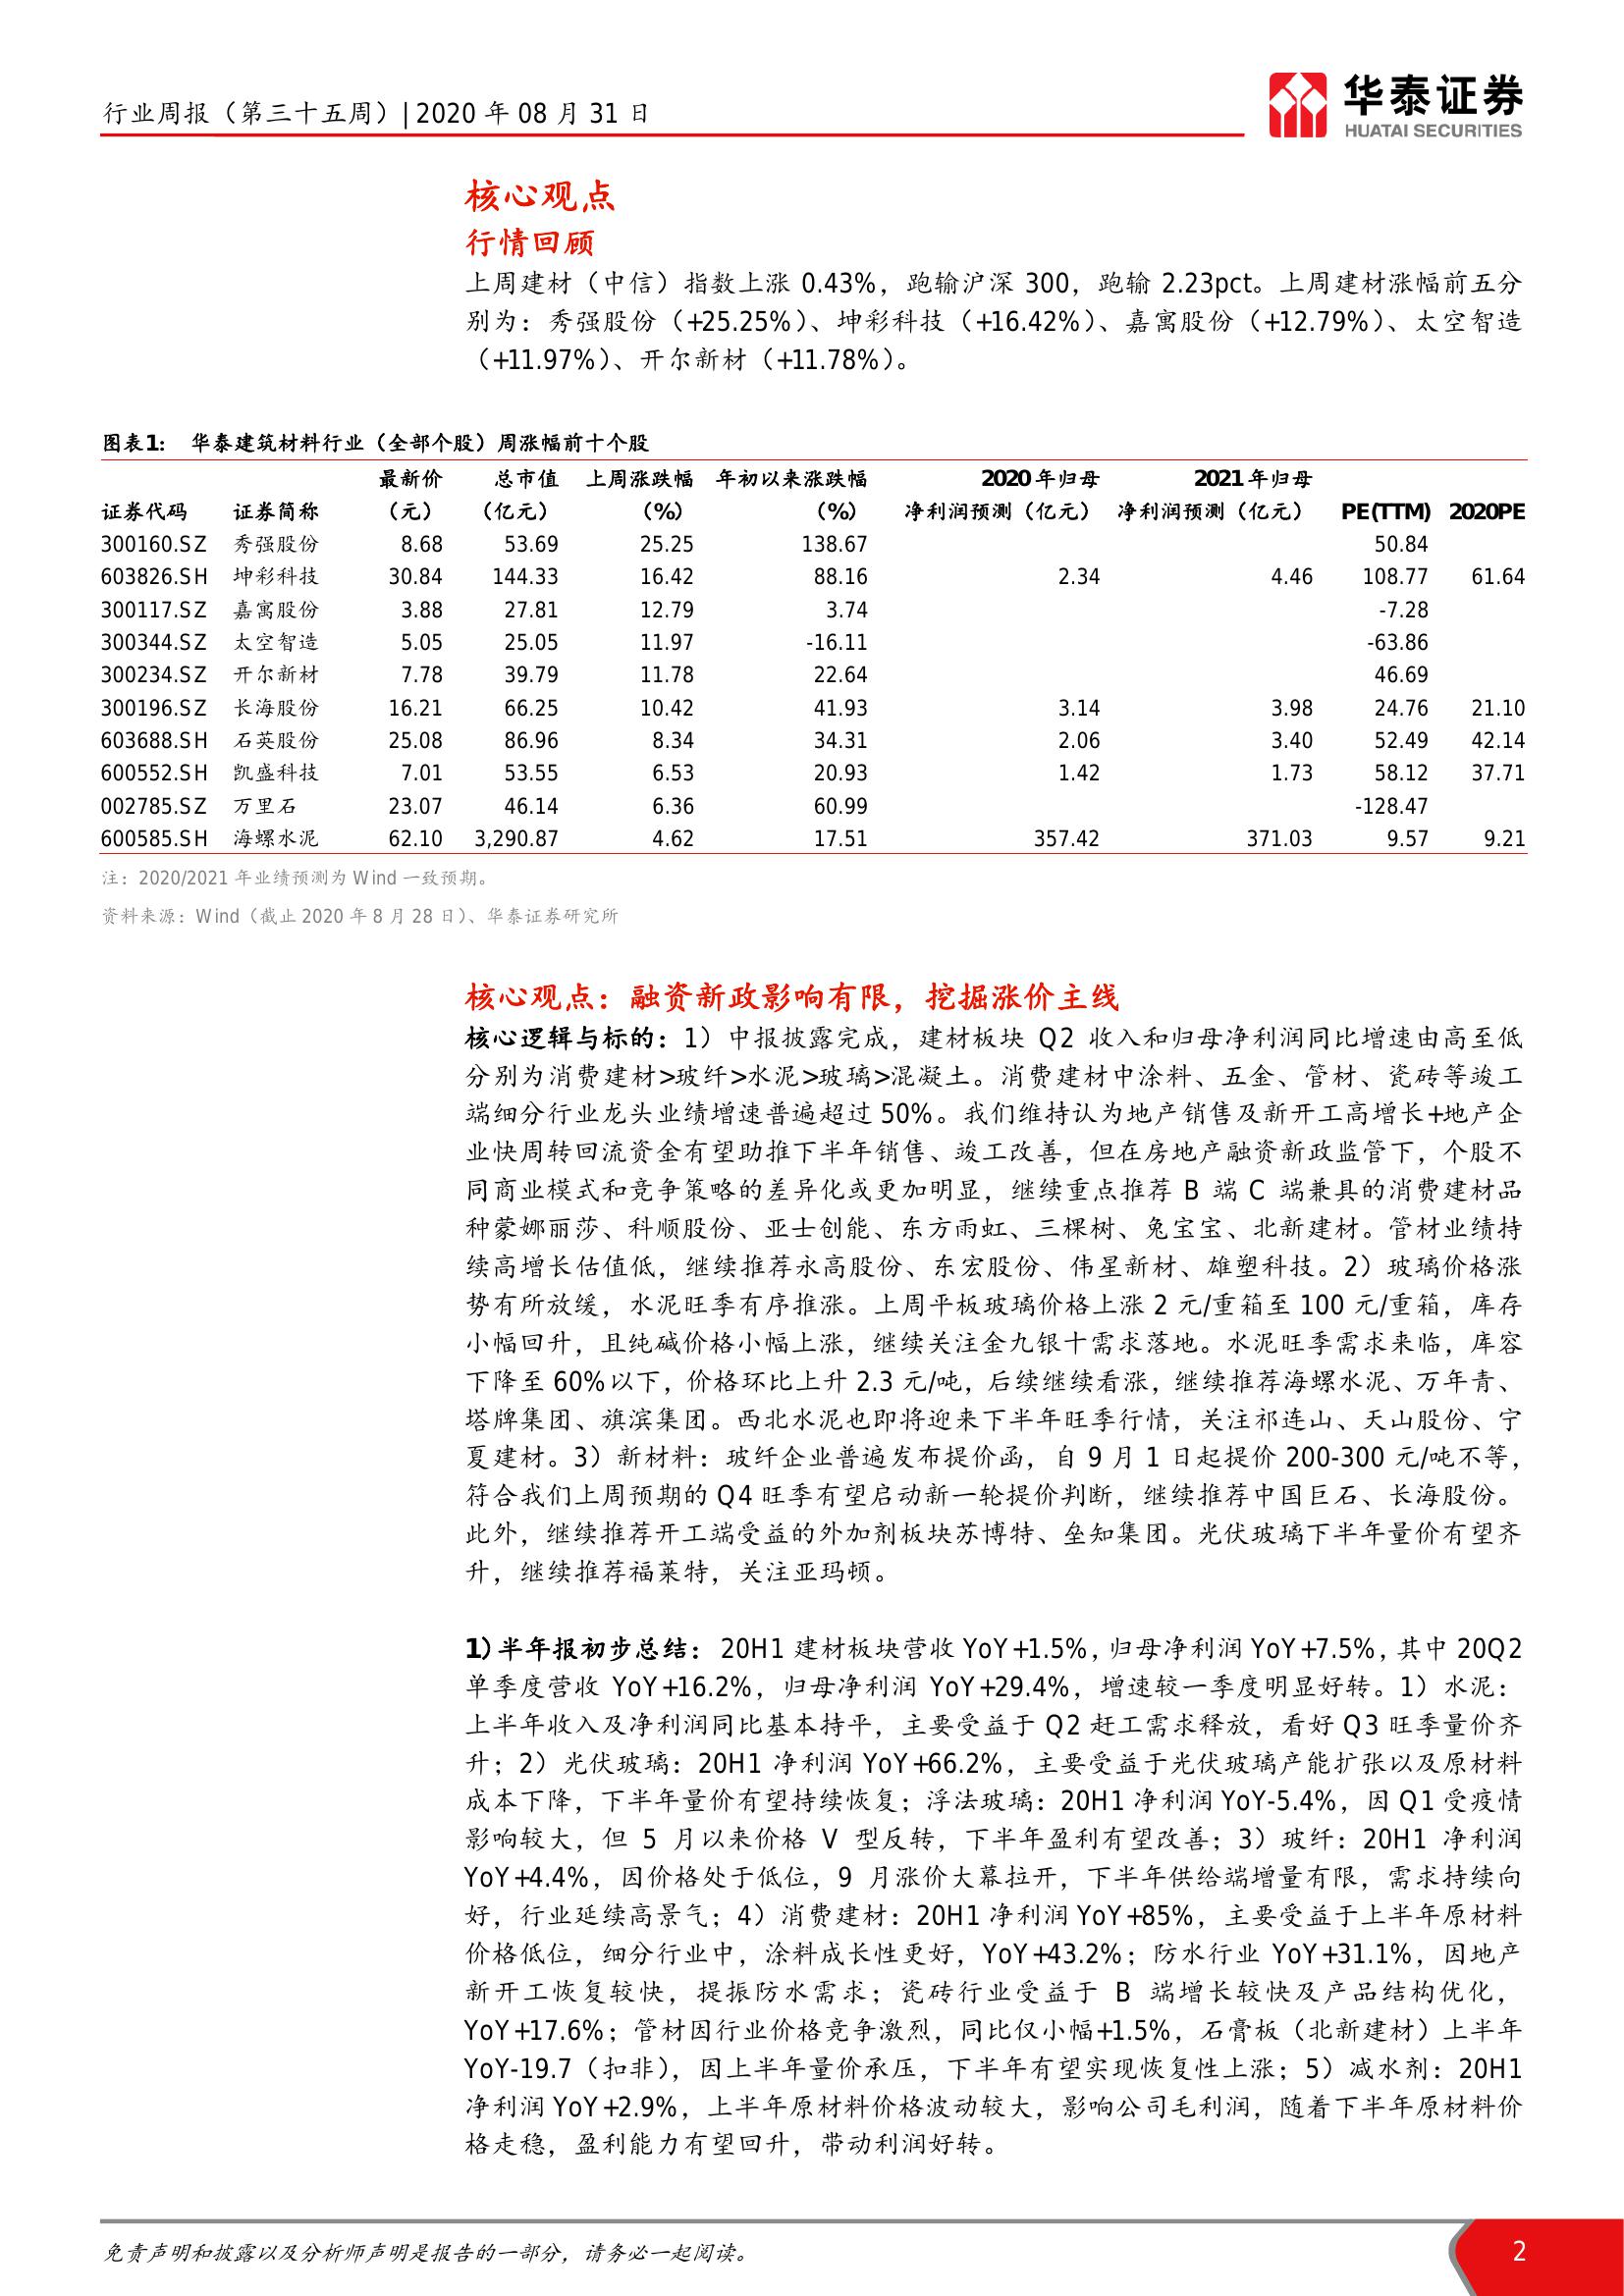 行业周报（第三十五周）| 2020 年 08 月 31 日
华泰证券
HUATAI SECURITIES
核心观点
行情回顾
上周建材（中信）指数上涨 0.43%，跑输沪深 300，跑输 2.23pct。上周建材涨幅前五分
别为：秀强股份（+25.25%）、坤彩科技（+16.42%）、嘉寓股份（+12.79%）、太空智造
（+11.97%）、开尔新材（+11.78%）。
图表1： 华泰建筑材料行业（全部个股）周涨幅前十个股
最新价 总市值 上周涨跌幅 年初以来涨跌幅 2020 年归母 2021 年归母
证券代码 证券简称 （元） （亿元） （%） （%） 净利润预测（亿元） 净利润预测（亿元） PE(TTM) 2020PE
300160.SZ 秀强股份 8.68 53.69 25.25 138.67 50.84
603826.SH 坤彩科技 30.84 144.33 16.42 88.16 2.34 4.46 108.77 61.64
300117.SZ 嘉寓股份 3.88 27.81 12.79 3.74 -7.28
300344.SZ 太空智造 5.05 25.05 11.97 -16.11 -63.86
300234.SZ 开尔新材 7.78 39.79 11.78 22.64 46.69
300196.SZ 长海股份 16.21 66.25 10.42 41.93 3.14 3.98 24.76 21.10
603688.SH 石英股份 25.08 86.96 8.34 34.31 2.06 3.40 52.49 42.14
600552.SH 凯盛科技 7.01 53.55 6.53 20.93 1.42 1.73 58.12 37.71
002785.SZ 万里石 23.07 46.14 6.36 60.99 -128.47
600585.SH 海螺水泥 62.10 3,290.87 4.62 17.51 357.42 371.03 9.57 9.21
注：2020/2021 年业绩预测为 Wind 一致预期。
资料来源：Wind（截止 2020 年 8 月 28 日）、华泰证券研究所
核心观点：融资新政影响有限，挖掘涨价主线
核心逻辑与标的：1）中报披露完成，建材板块 Q2 收入和归母净利润同比增速由高至低
分别为消费建材>玻纤>水泥>玻璃>混凝土。消费建材中涂料、五金、管材、瓷砖等竣工
端细分行业龙头业绩增速普遍超过 50%。我们维持认为地产销售及新开工高增长+地产企
业快周转回流资金有望助推下半年销售、竣工改善，但在房地产融资新政监管下，个股不
同商业模式和竞争策略的差异化或更加明显，继续重点推荐 B 端 C 端兼具的消费建材品
种蒙娜丽莎、科顺股份、亚士创能、东方雨虹、三棵树、兔宝宝、北新建材。管材业绩持
续高增长估值低，继续推荐永高股份、东宏股份、伟星新材、雄塑科技。2）玻璃价格涨
势有所放缓，水泥旺季有序推涨。上周平板玻璃价格上涨 2 元/重箱至 100 元/重箱，库存
小幅回升，且纯碱价格小幅上涨，继续关注金九银十需求落地。水泥旺季需求来临，库容
下降至 60%以下，价格环比上升 2.3 元/吨，后续继续看涨，继续推荐海螺水泥、万年青、
塔牌集团、旗滨集团。西北水泥也即将迎来下半年旺季行情，关注祁连山、天山股份、宁
夏建材。3）新材料：玻纤企业普遍发布提价函，自 9 月 1 日起提价 200-300 元/吨不等，
符合我们上周预期的 Q4 旺季有望启动新一轮提价判断，继续推荐中国巨石、长海股份。
此外，继续推荐开工端受益的外加剂板块苏博特、垒知集团。光伏玻璃下半年量价有望齐
升，继续推荐福莱特，关注亚玛顿。
1)半年报初步总结：20H1 建材板块营收 YoY+1.5%，归母净利润 YoY+7.5%，其中 20Q2
单季度营收 YoY+16.2%，归母净利润 YoY+29.4%，增速较一季度明显好转。1）水泥：
上半年收入及净利润同比基本持平，主要受益于 Q2 赶工需求释放，看好 Q3 旺季量价齐
升；2）光伏玻璃：20H1 净利润 YoY+66.2%，主要受益于光伏玻璃产能扩张以及原材料
成本下降，下半年量价有望持续恢复；浮法玻璃：20H1 净利润 YoY-5.4%，因 Q1 受疫情
影响较大，但 5 月以来价格 V 型反转，下半年盈利有望改善；3）玻纤：20H1 净利润
YoY+4.4%，因价格处于低位，9 月涨价大幕拉开，下半年供给端增量有限，需求持续向
好，行业延续高景气；4）消费建材：20H1 净利润 YoY+85%，主要受益于上半年原材料
价格低位，细分行业中，涂料成长性更好，YoY+43.2%；防水行业 YoY+31.1%，因地产
新开工恢复较快，提振防水需求；瓷砖行业受益于 B 端增长较快及产品结构优化，
YoY+17.6%；管材因行业价格竞争激烈，同比仅小幅+1.5%，石膏板（北新建材）上半年
YoY-19.7（扣非），因上半年量价承压，下半年有望实现恢复性上涨；5）减水剂：20H1
净利润 YoY+2.9%，上半年原材料价格波动较大，影响公司毛利润，随着下半年原材料价
格走稳，盈利能力有望回升，带动利润好转。
免责声明和披露以及分析师声明是报告的一部分，请务必一起阅读。
2